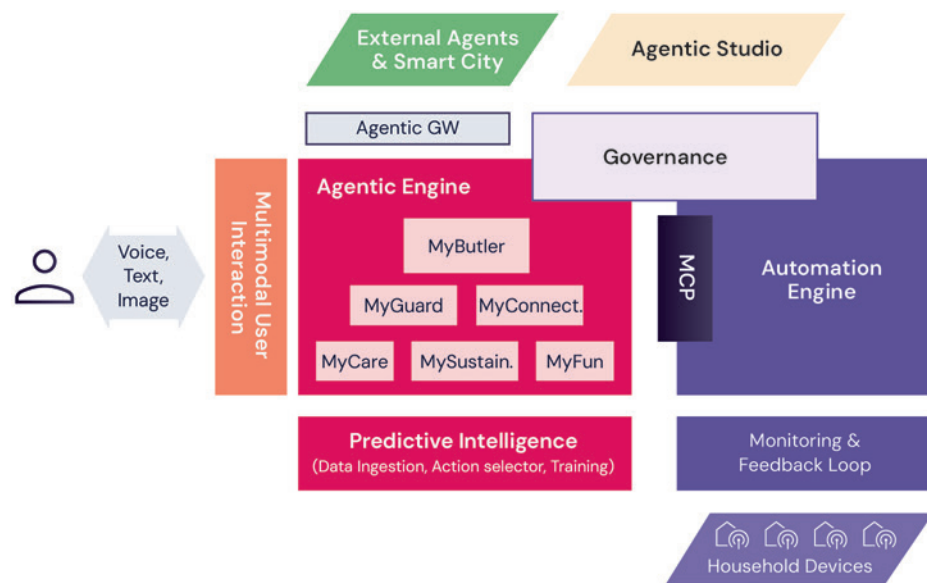 External Agents
& Smart City
Agentic Studio
Agentic GW
Governance
Multimodal User
Interaction
Agentic Engine
MyButler
MyGuard
MyConnect.
MyCare
MySustain.
MyFun
Voice,
Text,
Image
MCP
Automation
Engine
Predictive Intelligence
(Data Ingestion, Action selector, Training)
Monitoring &
Feedback Loop
Household Devices